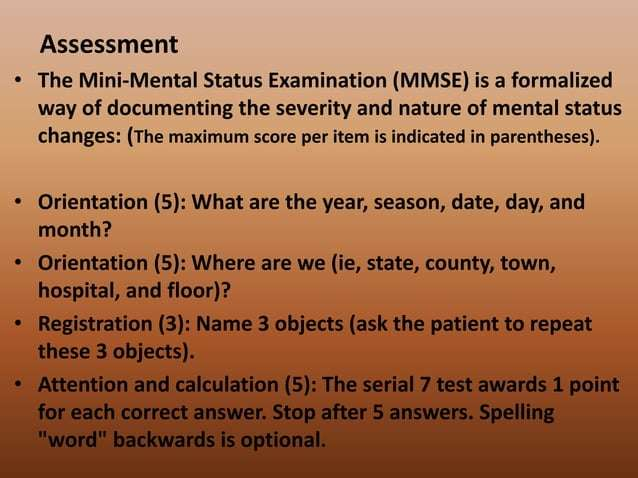 Assessment
• The Mini-Mental Status Examination (MMSE) is a formalized
way of documenting the severity and nature of mental status
changes: (The maximum score per item is indicated in parentheses).
• Orientation (5): What are the year, season, date, day, and
month?
• Orientation (5): Where are we (ie, state, county, town,
hospital, and floor)?
• Registration (3): Name 3 objects (ask the patient to repeat
these 3 objects).
• Attention and calculation (5): The serial 7 test awards 1 point
for each correct answer. Stop after 5 answers. Spelling
"word" backwards is optional.